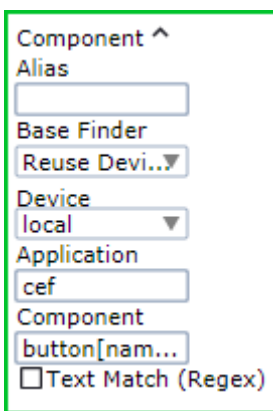 Component ^
Alias
Base Finder
Reuse Devi...
Device
local
Application
cef
Component
button[nam...
Text Match (Regex)